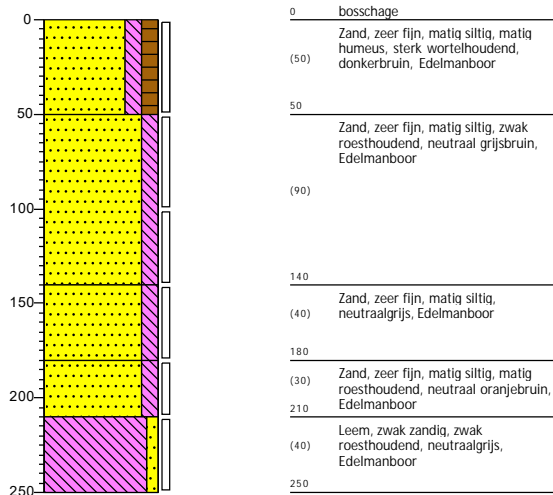 0
50
100
150
200
250
0 bosschage
Zand, zeer fijn, matig siltig, matig
humeus, sterk wortelhoudend,
(50)
donkerbruin, Edelmanboor
50
Zand, zeer fijn, matig siltig, zwak
roesthoudend, neutraal grijsbruin,
Edelmanboor
(90)
140
Zand, zeer fijn, matig siltig,
(40) neutraalgrijs, Edelmanboor
180
Zand, zeer fijn, matig siltig, matig
(30) roesthoudend, neutraal oranjebruin,
210 Edelmanboor
Leem, zwak zandig, zwak
(40) roesthoudend, neutraalgrijs,
Edelmanboor
250